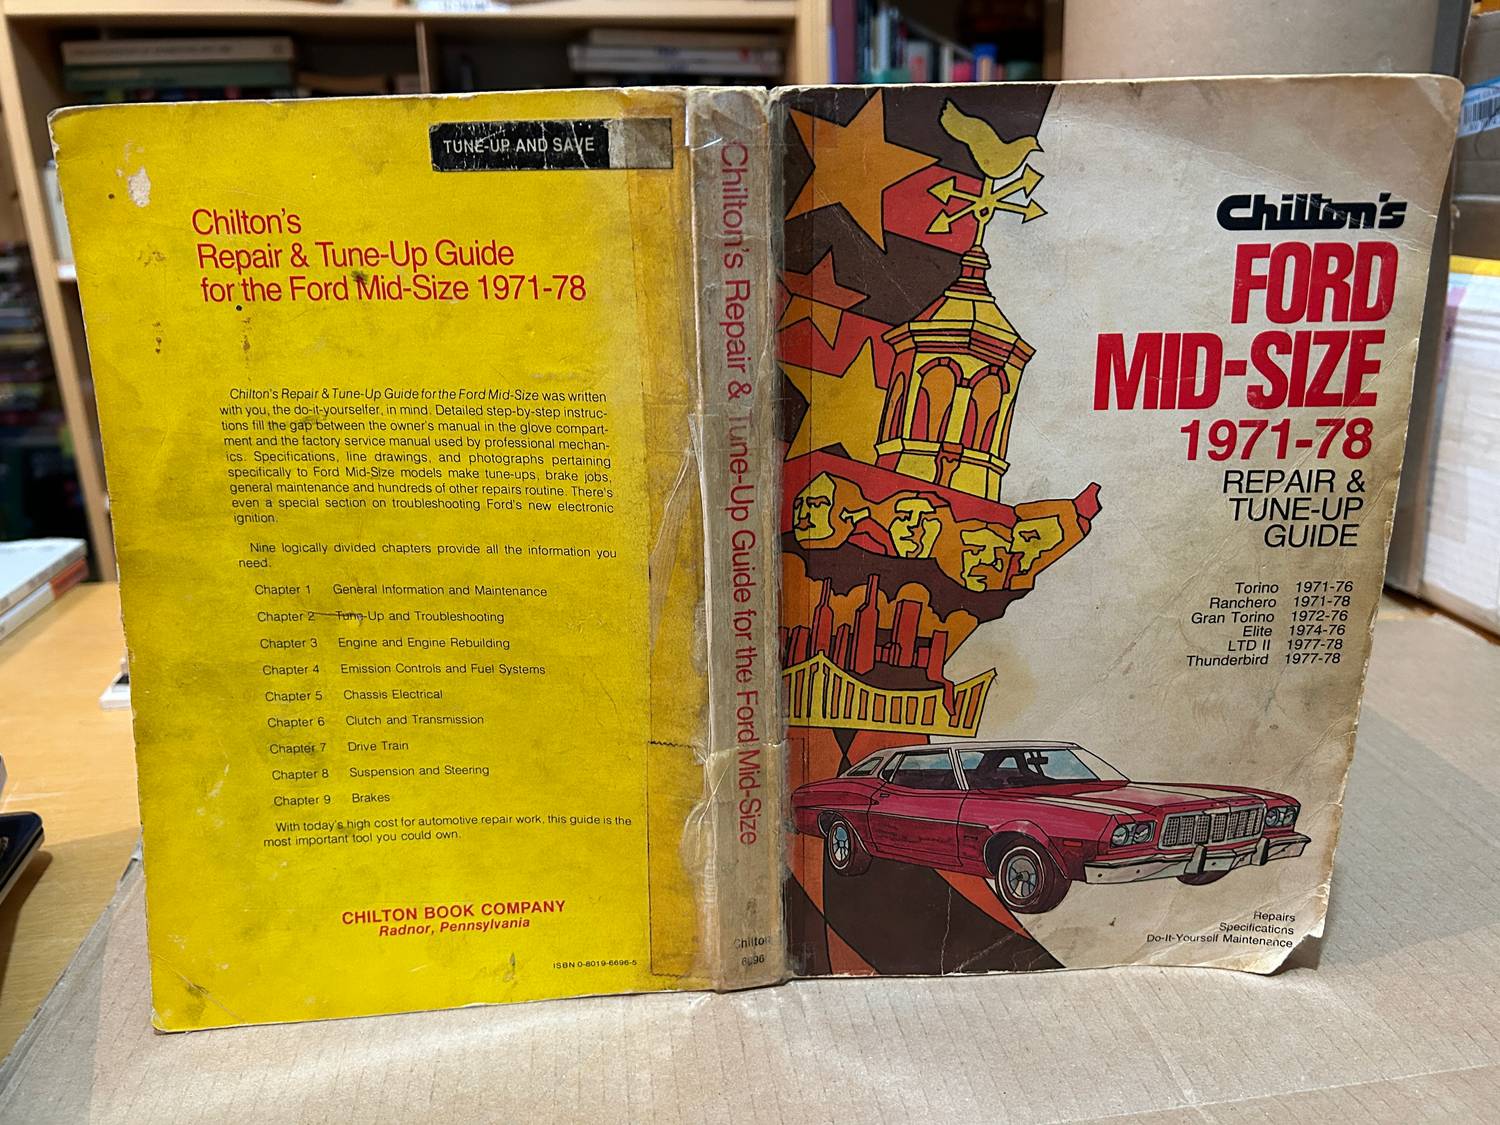 TUNE-UP AND SAVE
Chilton's
Repair & Tune-Up Guide
for the Ford Mid-Size 1971-78
Chilton's Repair & Tune-Up Guide for the Ford Mid-Size was written
with you, the do-it-yourselfer, in mind. Detailed step-by-step instruc-
tions fill the gap between the owner's manual in the glove compart-
ment and the factory service manual used by professional mechan-
ics. Specifications, line drawings, and photographs pertaining
specifically to Ford Mid-Size models make tune-ups, brake jobs,
general maintenance and hundreds of other repairs routine. There's
even a special section on troubleshooting Ford's new electronic
ignition.
Nine logically divided chapters provide all the information you
need.
Chapter 1 General Information and Maintenance
Chapter 2 Tune-Up and Troubleshooting
Chapter 3 Engine and Engine Rebuilding
Chapter 4 Emission Controls and Fuel Systems
Chapter 5 Chassis Electrical
Chapter 6 Clutch and Transmission
Chapter 7 Drive Train
Chapter 8 Suspension and Steering
Chapter 9 Brakes
With today's high cost for automotive repair work, this guide is the
most important tool you could own.
CHILTON BOOK COMPANY
Radnor, Pennsylvania
ISBN 0-8019-6696-5
Chilton's Repair & Tune-Up Guide for the Ford Mid-Size
Chilton
6696
Chilton's
FORD
MID-SIZE
1971-78
REPAIR &
TUNE-UP
GUIDE
Torino 1971-76
Ranchero 1971-78
Gran Torino 1972-76
Elite 1974-76
LTD II 1977-78
Thunderbird 1977-78
Repairs
Specifications
Do-It-Yourself Maintenance